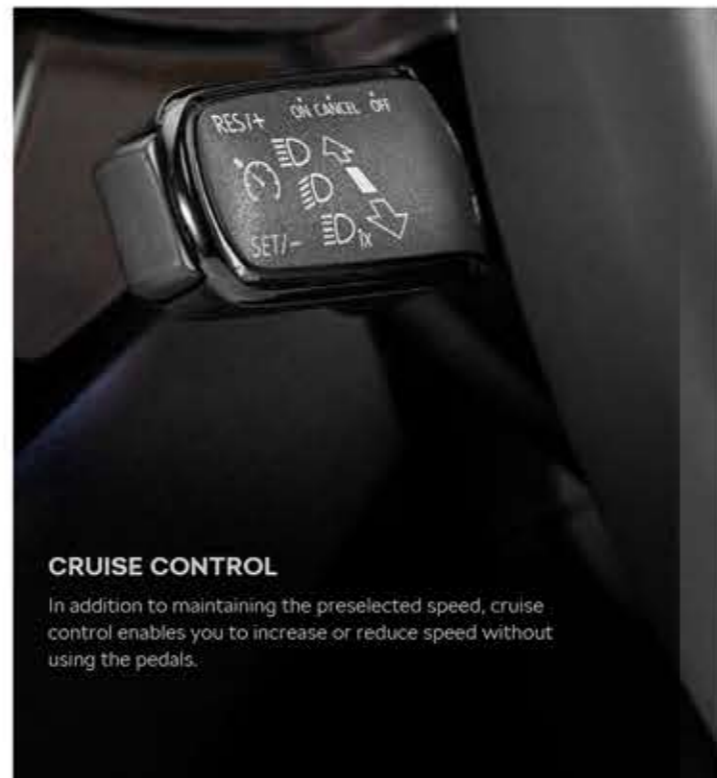 RES/+ ON CANCEL OFF
SET/- 1x
CRUISE CONTROL
In addition to maintaining the preselected speed, cruise
control enables you to increase or reduce speed without
using the pedals.